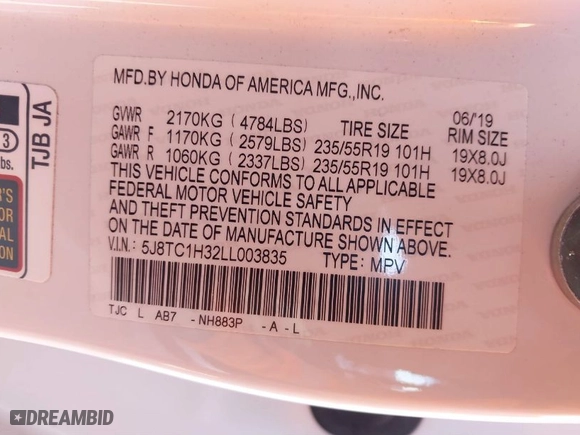 MFD.BY HONDA OF AMERICA MFG.,INC.
GVWR 2170KG ( 4784LBS) TIRE SIZE 06/'19 RIM SIZE
GAWR F 1170KG ( 2579LBS) 235/55R19 101H 19X8.0J
GAWR R 1060KG ( 2337LBS) 235/55R19 101H 19X8.0J
THIS VEHICLE CONFORMS TO ALL APPLICABLE
FEDERAL MOTOR VEHICLE SAFETY
AND THEFT PREVENTION STANDARDS IN EFFECT
ON THE DATE OF MANUFACTURE SHOWN ABOVE.
V.I.N.: 5J8TC1H32LL003835 TYPE: MPV
TJC L AB7 -NH883P -A-L
TJB JA
3
bs.
DREAMBID